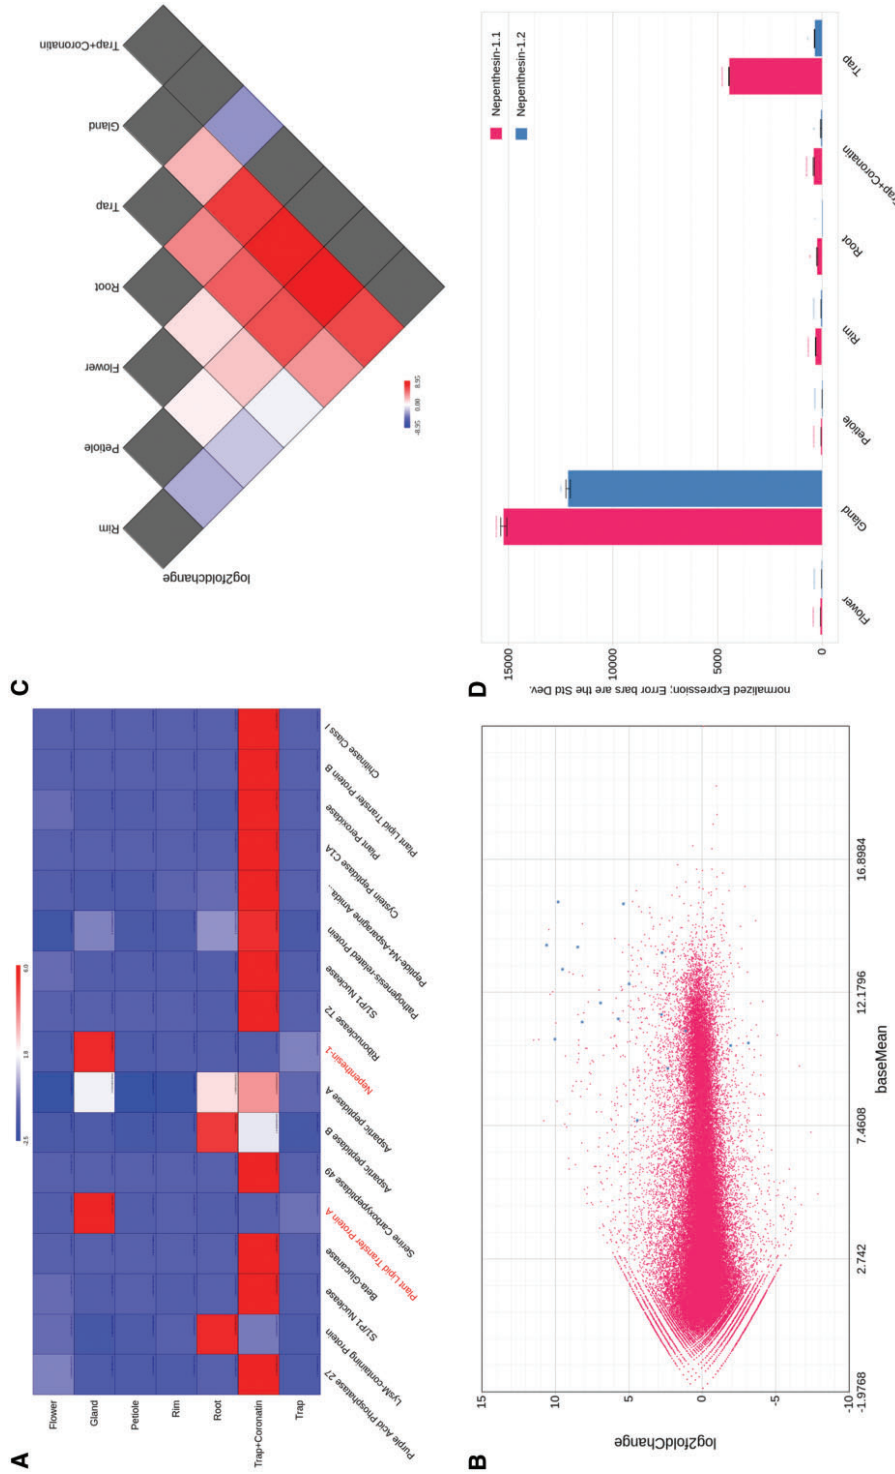 A
-2.5
1.8
6.0
Flower
Gland
Petiole
Rim
Root
Trap+Coronatin
Trap
Purple Acid Phosphatase 27
LysM-containing Protein
S1/P1 Nuclease
Beta-Glucanase
Plant Lipid Transfer Protein A
Serine Carboxypeptidase 49
Aspartic peptidase B
Aspartic peptidase A
Nepenthesin-1
Ribonuclease T2
S1/P1 Nuclease
Pathogenesis-related Protein
Peptide-N4-Asparagine Amida...
Cystein Peptidase C1A
Plant Peroxidase
Plant Lipid Transfer Protein B
Chitinase Class I
B
log2foldChange
15
10
5
0
-5
-10
-1.9768
2.742
7.4608
12.1796
16.8984
baseMean
C
log2foldchange
Rim
Petiole
Flower
Root
Trap
Gland
Trap+Coronatin
-8.95
0.00
8.95
D
normalized Expression; Error bars are the Std Dev.
15000
10000
5000
0
Nepenthesin-1.1
Nepenthesin-1.2
Flower
Gland
Petiole
Rim
Root
Trap+Coronatin
Trap